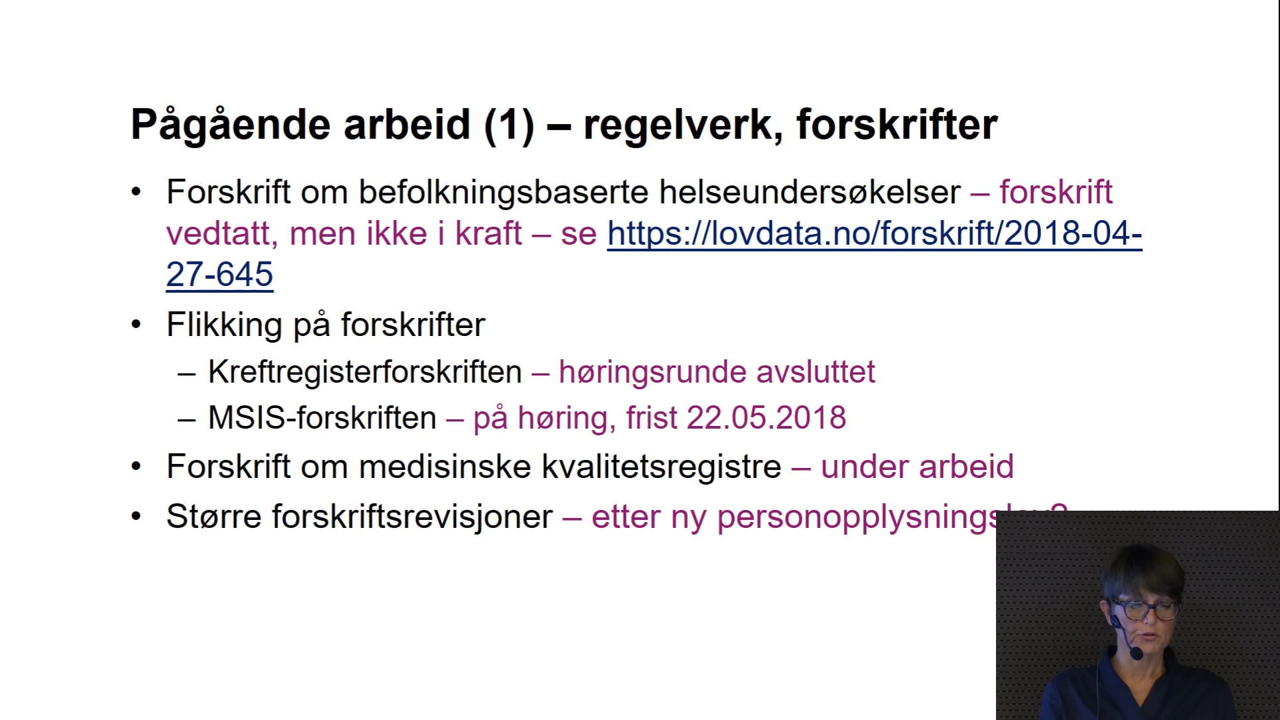 Pågående arbeid (1) – regelverk, forskrifter
• Forskrift om befolkningsbaserte helseundersøkelser – forskrift
vedtatt, men ikke i kraft – se https://lovdata.no/forskrift/2018-04-
27-645
• Flikking på forskrifter
– Kreftregisterforskriften – høringsrunde avsluttet
– MSIS-forskriften – på høring, frist 22.05.2018
• Forskrift om medisinske kvalitetsregistre – under arbeid
• Større forskriftsrevisjoner – etter ny personopplysningslov?